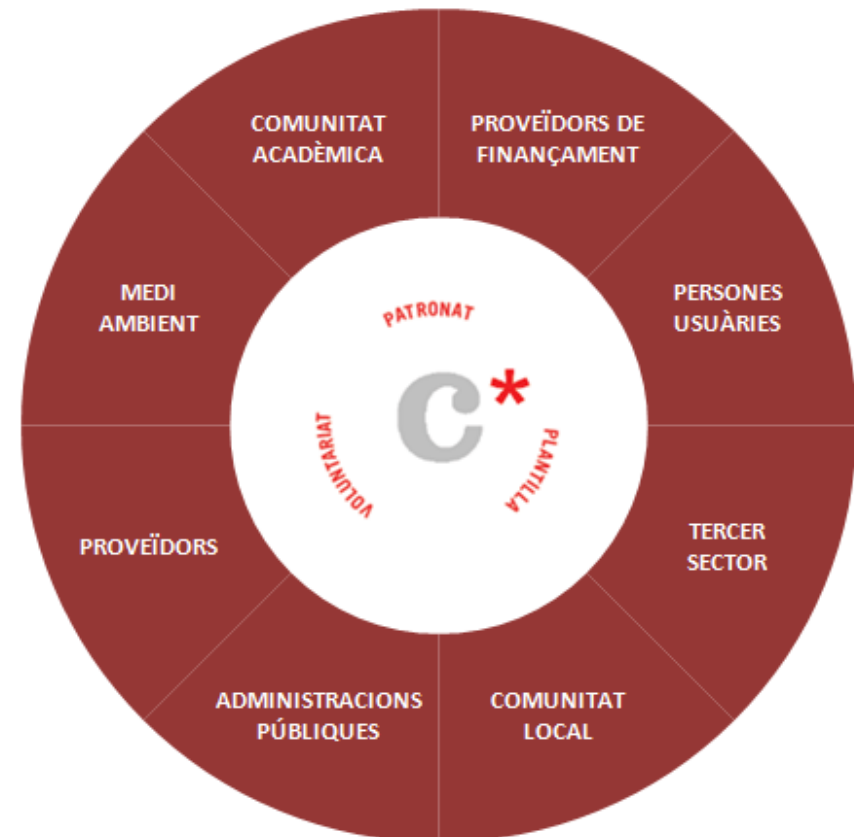 COMUNITAT
ACADÈMICA
PROVEÏDORS DE
FINANÇAMENT
MEDI
AMBIENT
PERSONES
USUÀRIES
PATRONAT
c*
VOLUNTARIAT
PLANTILLA
PROVEÏDORS
TERCER
SECTOR
ADMINISTRACIONS
PÚBLIQUES
COMUNITAT
LOCAL